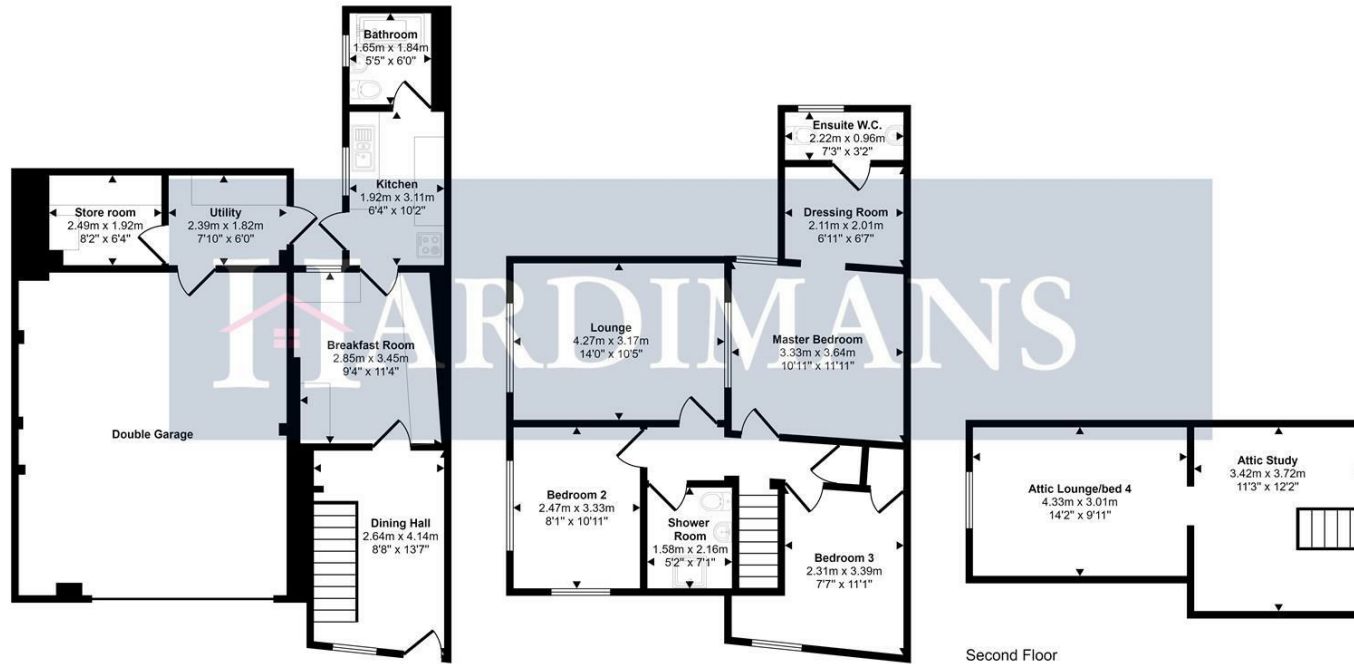 Bathroom
1.65m x 1.84m
5'5" x 6'0"
Kitchen
1.92m x 3.11m
6'4" x 10'2"
Store room
2.49m x 1.92m
8'2" x 6'4"
Utility
2.39m x 1.82m
7'10" x 6'0"
Breakfast Room
2.85m x 3.45m
9'4" x 11'4"
Double Garage
Dining Hall
2.64m x 4.14m
8'8" x 13'7"
Ensuite W.C.
2.22m x 0.96m
7'3" x 3'2"
Dressing Room
2.11m x 2.01m
6'11" x 6'7"
Lounge
4.27m x 3.17m
14'0" x 10'5"
Master Bedroom
3.33m x 3.64m
10'11" x 11'11"
Bedroom 2
2.47m x 3.33m
8'1" x 10'11"
Shower
Room
1.58m x 2.16m
5'2" x 7'1"
Bedroom 3
2.31m x 3.39m
7'7" x 11'1"
Attic Lounge/bed 4
4.33m x 3.01m
14'2" x 9'11"
Attic Study
3.42m x 3.72m
11'3" x 12'2"
Second Floor
HARDIMANS